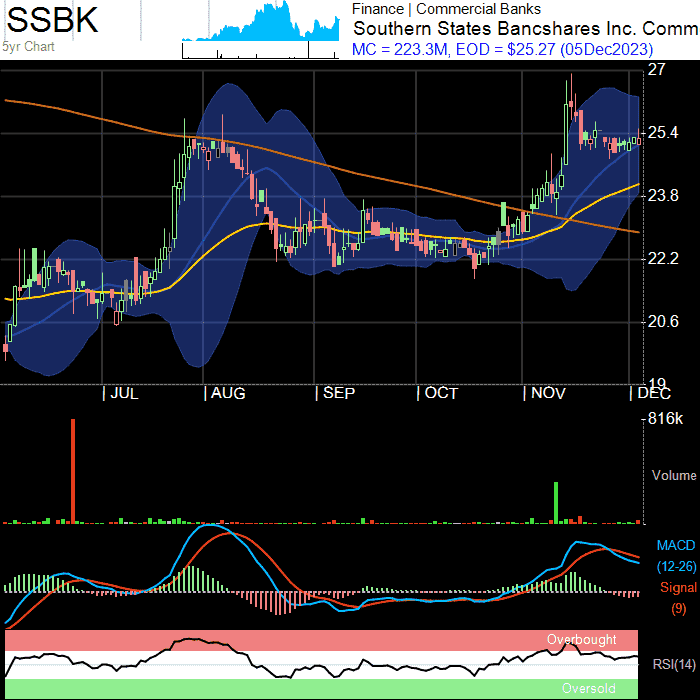 SSBK
5yr Chart
Finance | Commercial Banks
Southern States Bancshares Inc. Comm
MC = 223.3M, EOD = $25.27 (05Dec2023)
27
25.4
23.8
22.2
20.6
19
JUL
AUG
SEP
OCT
NOV
DEC
816k
Volume
MACD
(12-26)
Signal
(9)
Overbought
RSI(14)
Oversold